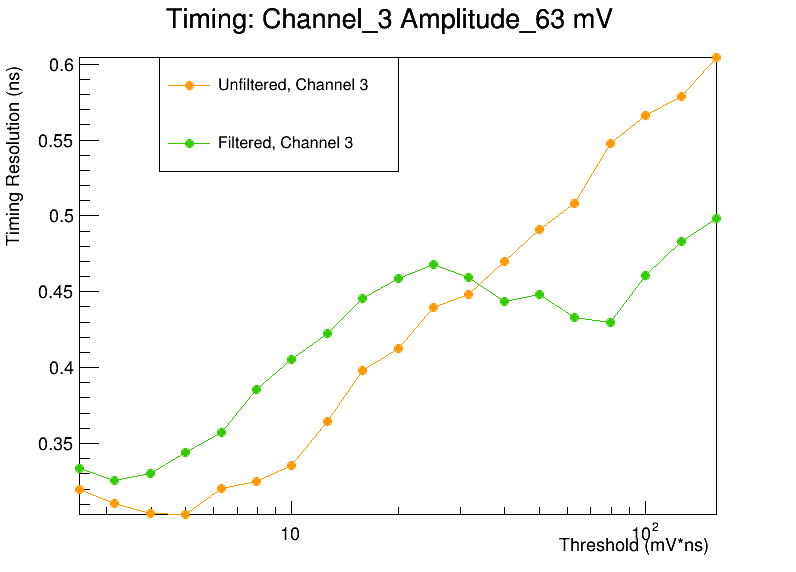 Timing: Channel_3 Amplitude_63 mV
Timing Resolution (ns)
Unfiltered, Channel 3
Filtered, Channel 3
0.6
0.55
0.5
0.45
0.4
0.35
10
10²
Threshold (mV*ns)